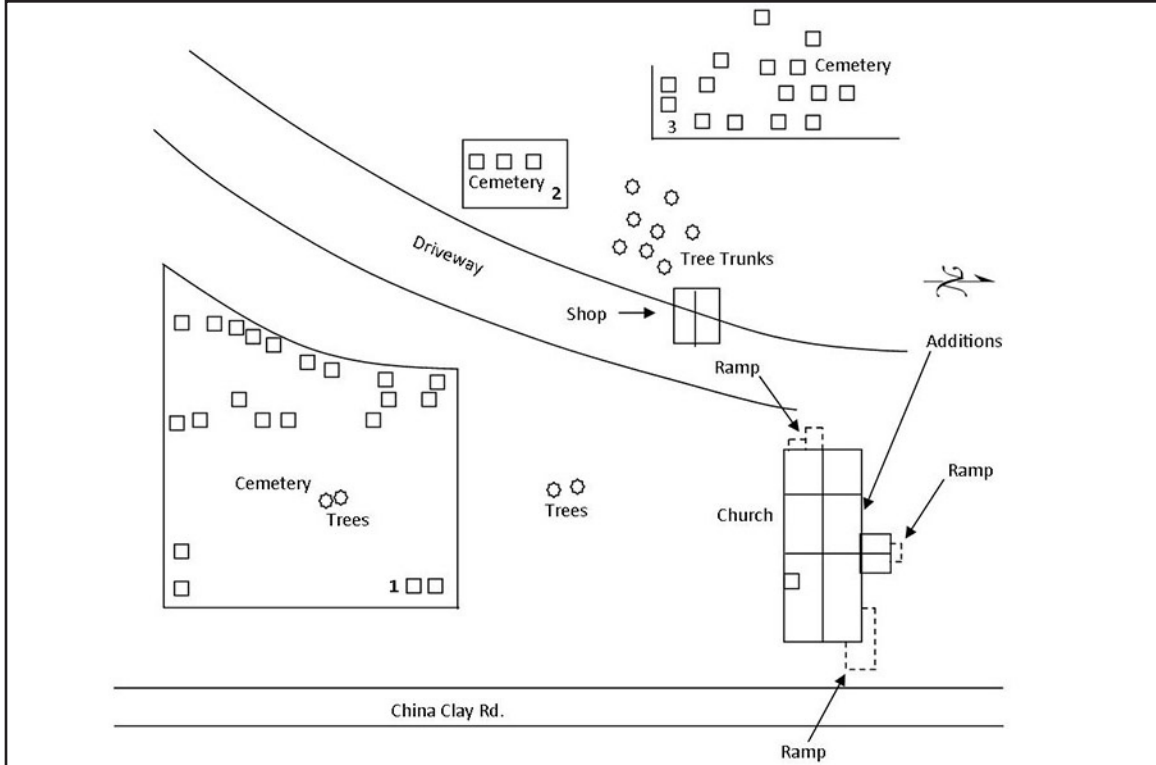 Cemetery
3
Cemetery
2
Driveway
Tree Trunks
N
Shop
Additions
Ramp
Ramp
Cemetery
Trees
Church
Trees
1
China Clay Rd.
Ramp